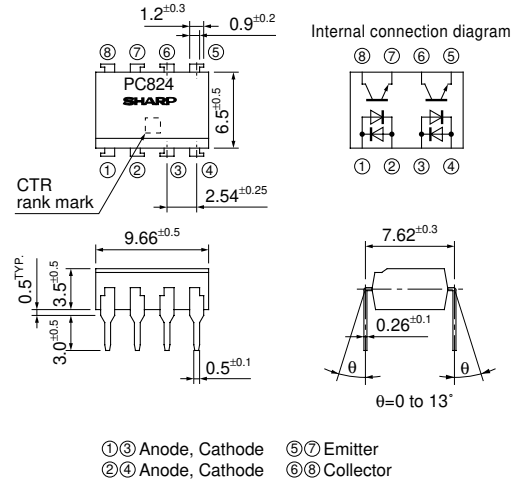 1.2±0.3
0.9±0.2
Internal connection diagram
⑧ ⑦ ⑥ ⑤
⑧ ⑦ ⑥ ⑤
PC824
SHARP
6.5±0.5
① ② ③ ④
① ② ③ ④
CTR
rank mark
2.54±0.25
9.66±0.5
7.62±0.3
0.5TYP.
3.5±0.5
3.0±0.5
0.5±0.1
0.26±0.1
θ θ
θ=0 to 13˚
①③ Anode, Cathode ⑤⑦ Emitter
②④ Anode, Cathode ⑥⑧ Collector